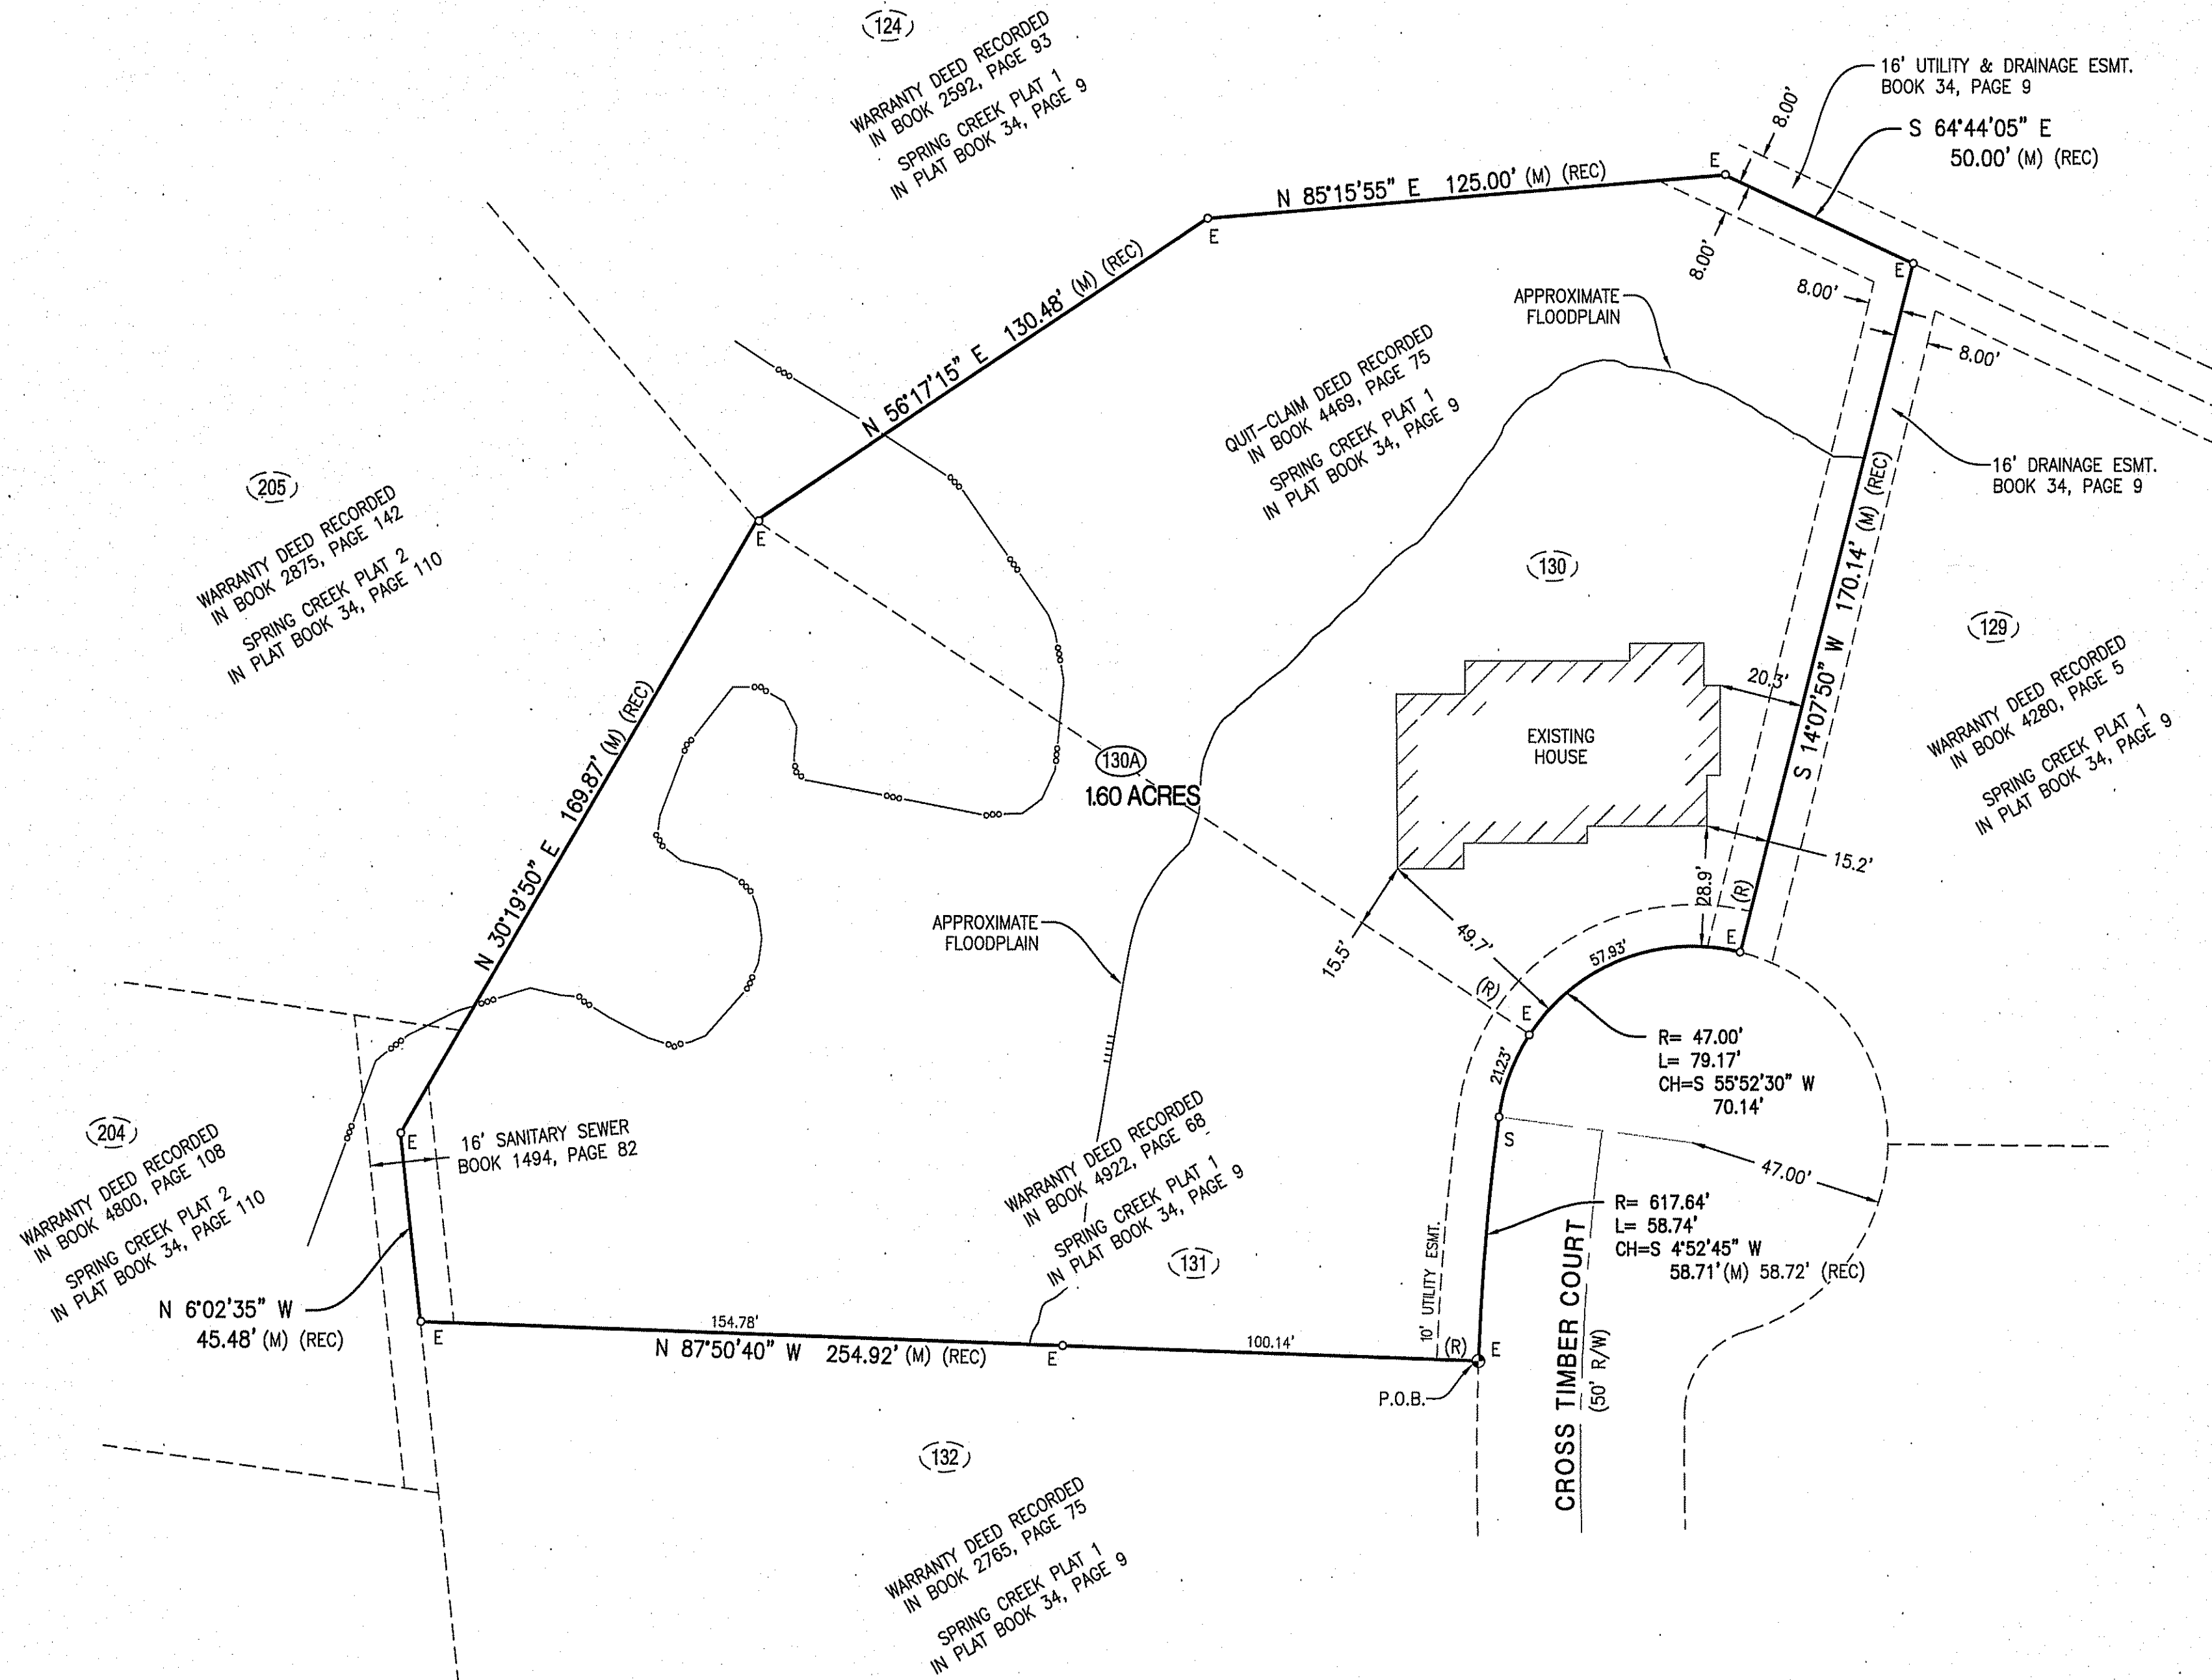 124
WARRANTY DEED RECORDED
IN BOOK 2592, PAGE 93
SPRING CREEK PLAT 1
IN PLAT BOOK 34, PAGE 9
16' UTILITY & DRAINAGE ESMT.
BOOK 34, PAGE 9
8.00'
S 64°44'05" E
50.00' (M) (REC)
E
N 85°15'55" E 125.00' (M) (REC)
E
8.00'
E
8.00'
8.00'
N 56°17'15" E 130.48' (M) (REC)
APPROXIMATE
FLOODPLAIN
QUIT-CLAIM DEED RECORDED
IN BOOK 4469, PAGE 75
SPRING CREEK PLAT 1
IN PLAT BOOK 34, PAGE 9
16' DRAINAGE ESMT.
BOOK 34, PAGE 9
205
WARRANTY DEED RECORDED
IN BOOK 2875, PAGE 142
SPRING CREEK PLAT 2
IN PLAT BOOK 34, PAGE 110
E
130
S 14°07'50" W 170.14' (M) (REC)
129
WARRANTY DEED RECORDED
IN BOOK 4280, PAGE 5
SPRING CREEK PLAT 1
IN PLAT BOOK 34, PAGE 9
20.3'
EXISTING
HOUSE
130A
1.60 ACRES
N 30°19'50" E 169.87' (M) (REC)
15.2'
28.9'
(R)
APPROXIMATE
FLOODPLAIN
15.5'
49.7'
57.93'
E
(R)
E
21.23'
R= 47.00'
L= 79.17'
CH=S 55°52'30" W
70.14'
S
47.00'
204
WARRANTY DEED RECORDED
IN BOOK 4800, PAGE 108
SPRING CREEK PLAT 2
IN PLAT BOOK 34, PAGE 110
E
16' SANITARY SEWER
BOOK 1494, PAGE 82
WARRANTY DEED RECORDED
IN BOOK 4922, PAGE 68
SPRING CREEK PLAT 1
IN PLAT BOOK 34, PAGE 9
131
10' UTILITY ESMT.
R= 617.64'
L= 58.74'
CH=S 4°52'45" W
58.71'(M) 58.72' (REC)
N 6°02'35" W
45.48' (M) (REC)
E
154.78'
N 87°50'40" W 254.92' (M) (REC)
E
100.14'
(R)
E
P.O.B.
CROSS TIMBER COURT
(50' R/W)
132
WARRANTY DEED RECORDED
IN BOOK 2765, PAGE 75
SPRING CREEK PLAT 1
IN PLAT BOOK 34, PAGE 9